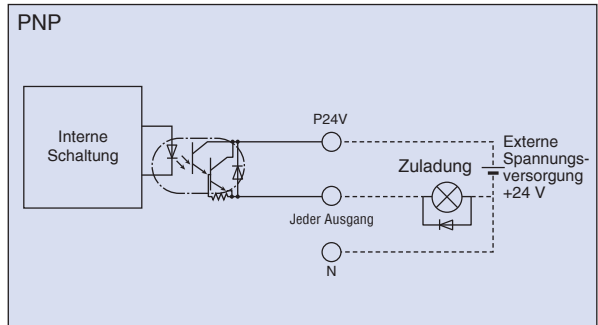 PNP
Interne
Schaltung
P24V
Zuladung
Externe
Spannungs-
versorgung
+24 V
Jeder Ausgang
N